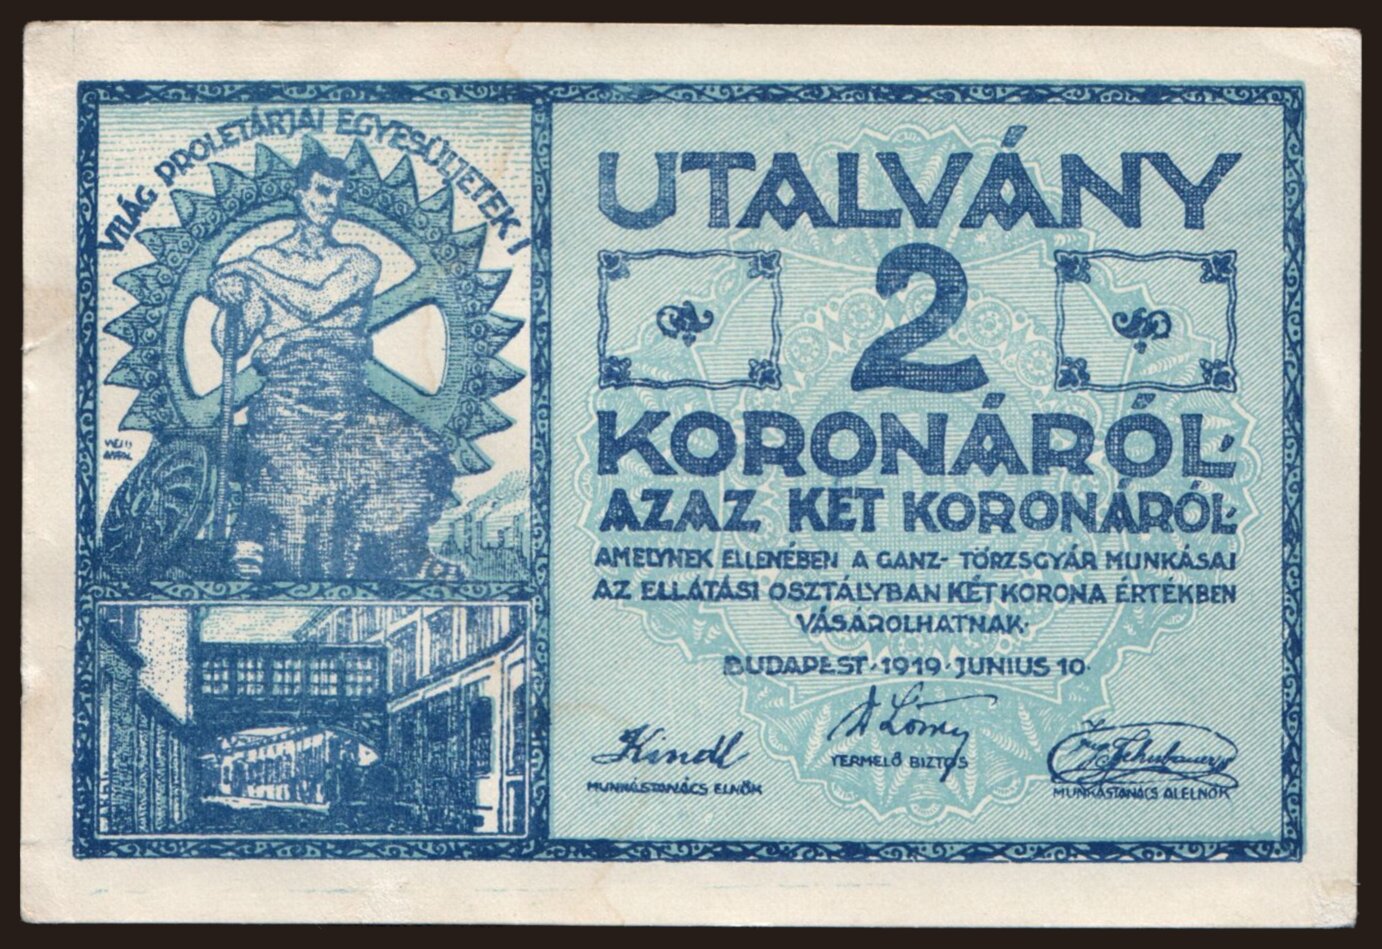 VILÁG PROLETÁRJAI EGYESÜLJETEK!
UTALVÁNY
2
KORONÁRÓL·
AZAZ KET KORONÁRÓL·
AMELYNEK ELLENÉBEN A GANZ- TÖRZSGYÁR MUNKÁSAI
AZ ELLÁTÁSI OSZTÁLYBAN KÉT KORONA ÉRTÉKBEN
VÁSÁROLHATNAK·
BUDAPEST·1919·JUNIUS 10·
Kindl
MUNKÁSTANÁCS ELNÖK
TERMELŐ BIZTOS
MUNKÁSTANÁCS ALELNÖK